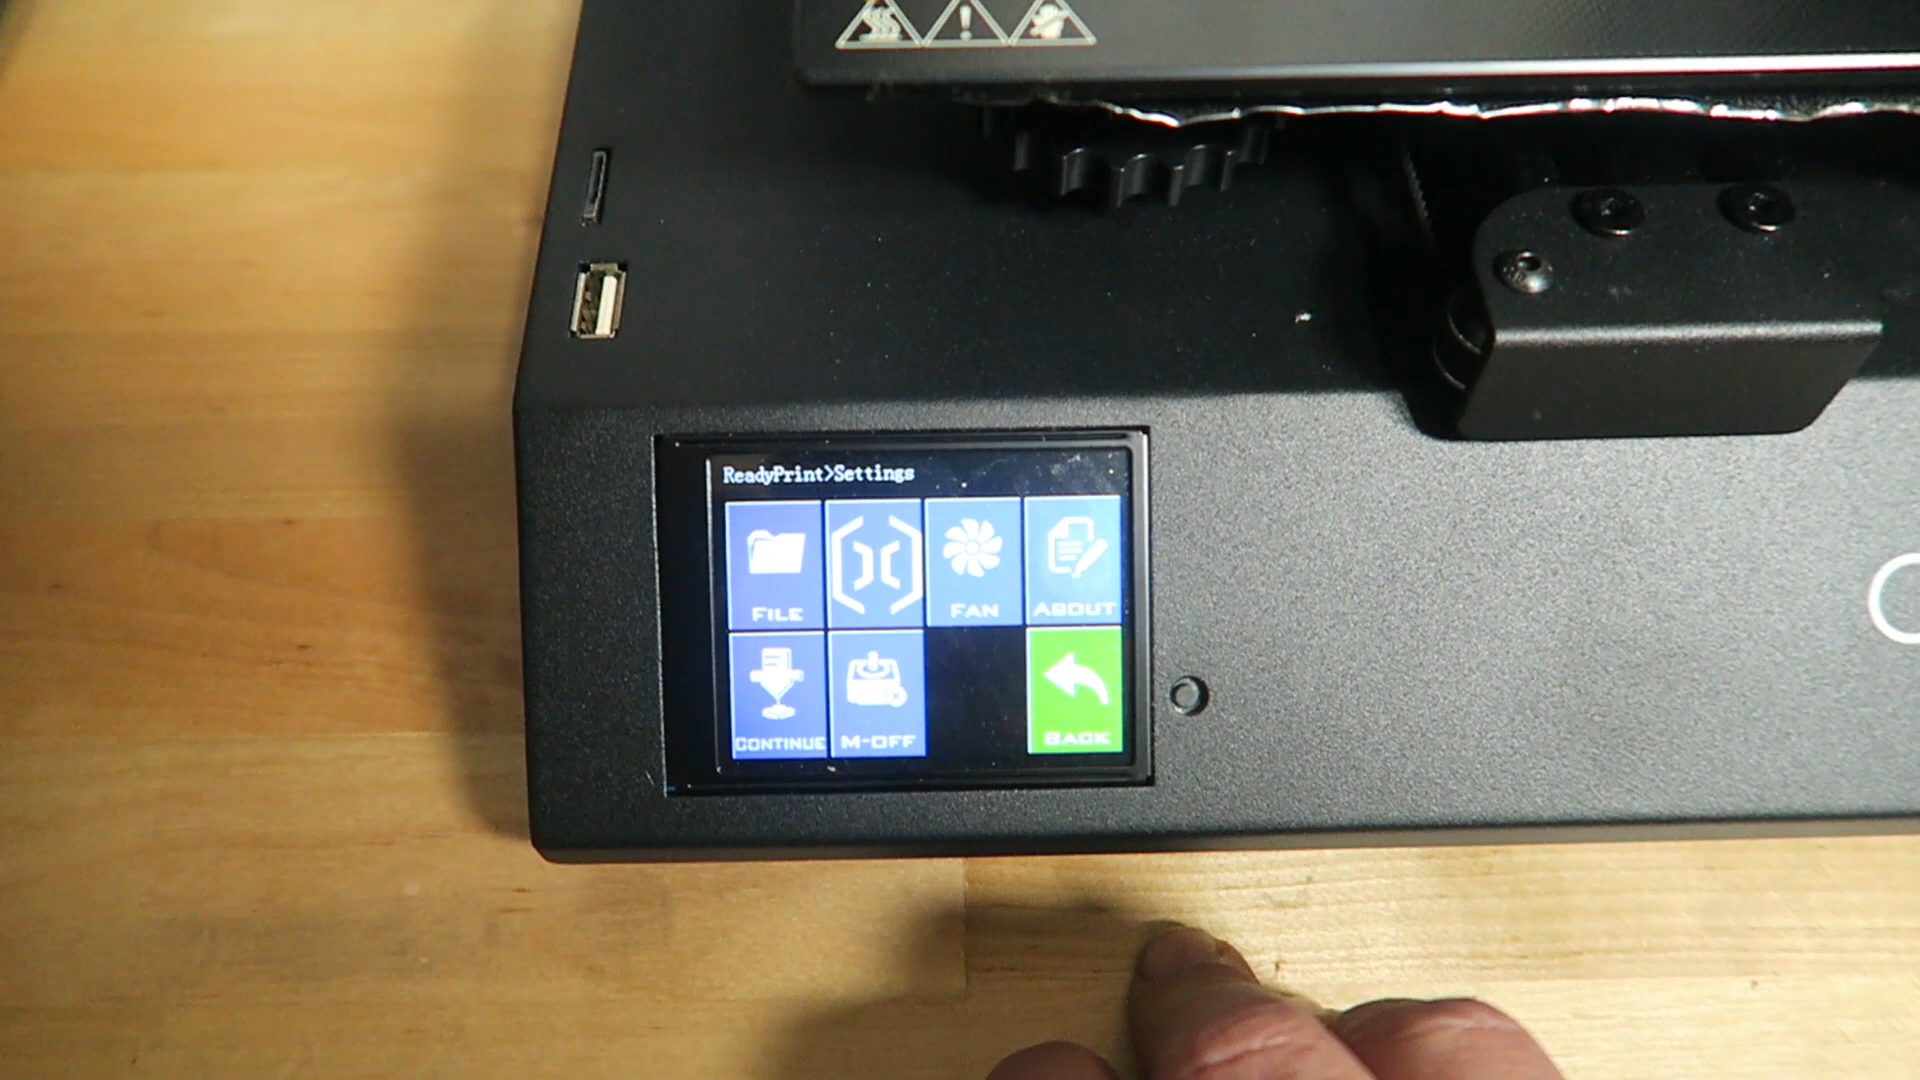 ReadyPrint>Settings
FILE
FAN
ABOUT
CONTINUE
M-OFF
BACK